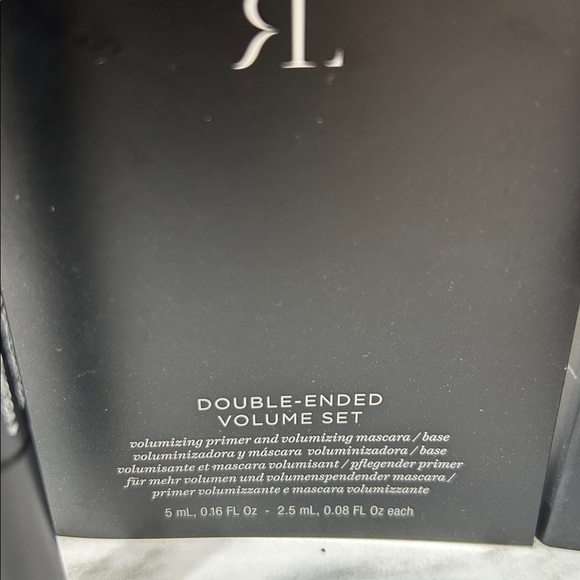 RL
DOUBLE-ENDED
VOLUME SET
volumizing primer and volumizing mascara / base
voluminizadora y máscara voluminizadora / base
volumisante et mascara volumisant / pflegender primer
für mehr volumen und volumenspendender mascara /
primer volumizzante e mascara volumizzante
5 mL, 0.16 FL Oz - 2.5 mL, 0.08 FL Oz each